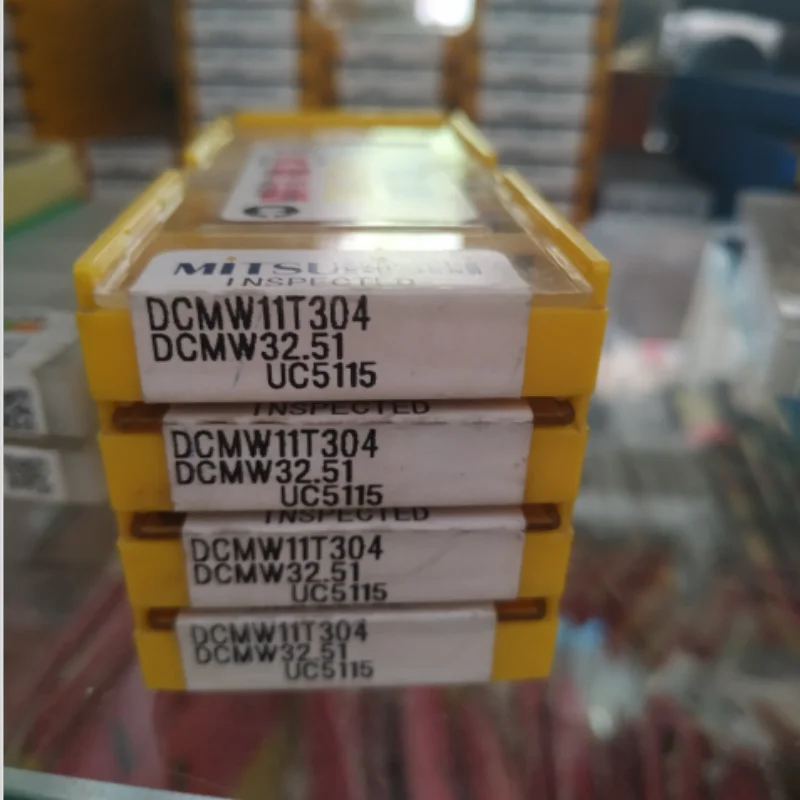 MITSU
INSPECTED
DCMW11T304
DCMW32.51
UC5115
INSPECTED
DCMW11T304
DCMW32.51
UC5115
INSPECTED
DCMW11T304
DCMW32.51
UC5115
DCMW11T304
DCMW32.51
UC5115